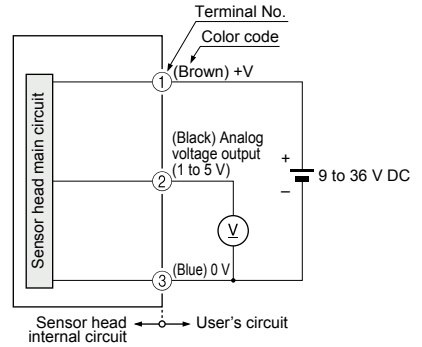 Terminal No.
Color code
1
(Brown) +V
Sensor head main circuit
(Black) Analog
voltage output
(1 to 5 V)
2
+
9 to 36 V DC
–
V
3
(Blue) 0 V
Sensor head
internal circuit
User's circuit